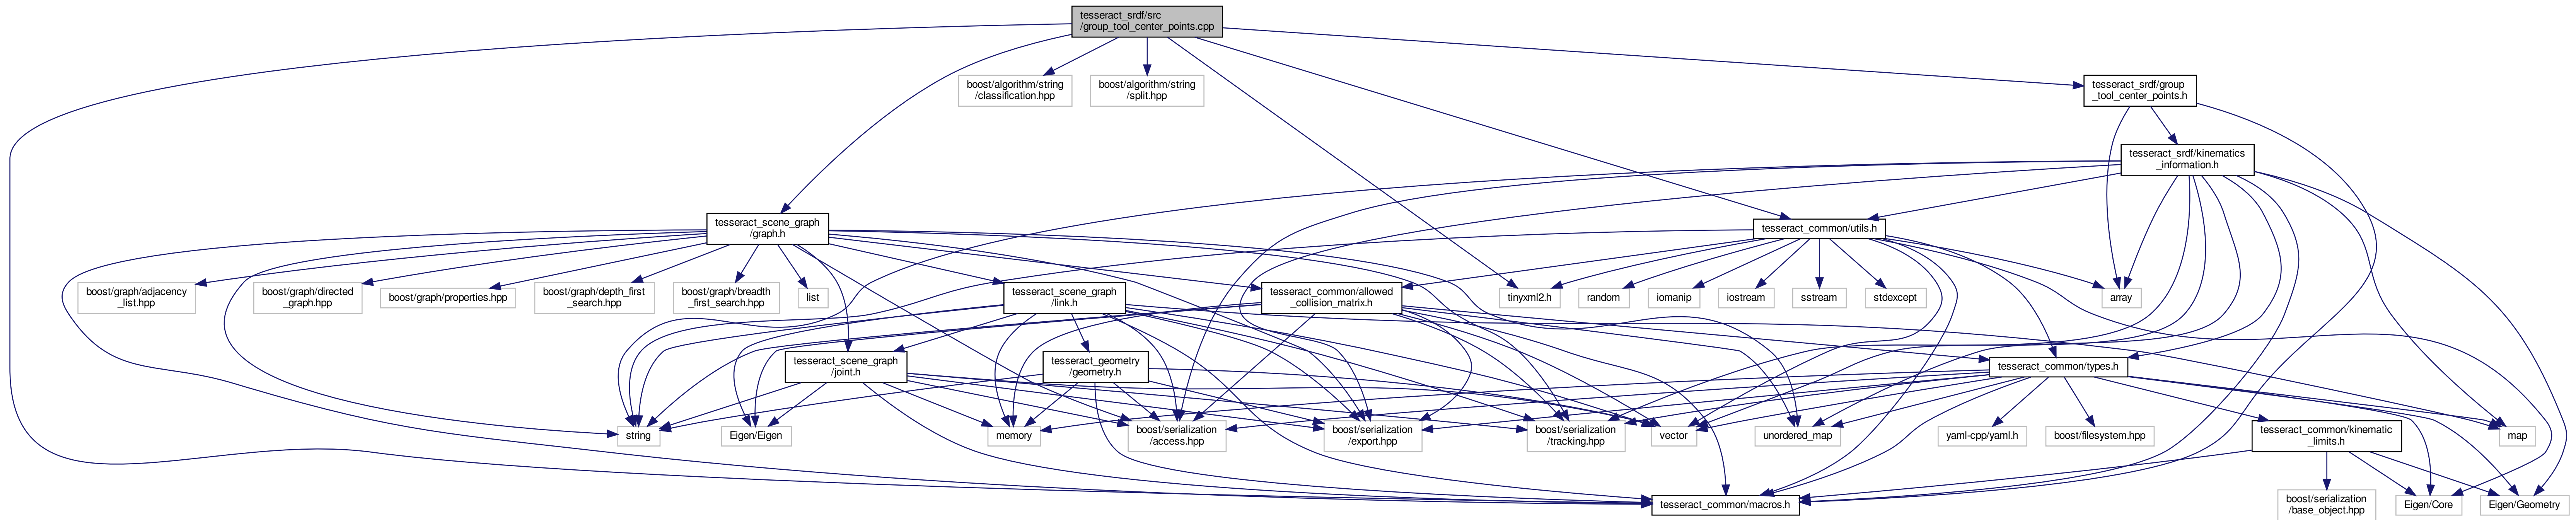 tesseract_srdf/src
/group_tool_center_points.cpp
boost/algorithm/string
/classification.hpp
boost/algorithm/string
/split.hpp
tesseract_srdf/group
_tool_center_points.h
tesseract_srdf/kinematics
_information.h
tesseract_scene_graph
/graph.h
tesseract_common/utils.h
boost/graph/adjacency
_list.hpp
boost/graph/directed
_graph.hpp
boost/graph/properties.hpp
boost/graph/depth_first
_search.hpp
boost/graph/breadth
_first_search.hpp
list
tesseract_scene_graph
/link.h
tesseract_common/allowed
_collision_matrix.h
tinyxml2.h
random
iomanip
iostream
sstream
stdexcept
array
tesseract_scene_graph
/joint.h
tesseract_geometry
/geometry.h
tesseract_common/types.h
string
Eigen/Eigen
memory
boost/serialization
/access.hpp
boost/serialization
/export.hpp
boost/serialization
/tracking.hpp
vector
unordered_map
yaml-cpp/yaml.h
boost/filesystem.hpp
tesseract_common/kinematic
_limits.h
map
tesseract_common/macros.h
boost/serialization
/base_object.hpp
Eigen/Core
Eigen/Geometry